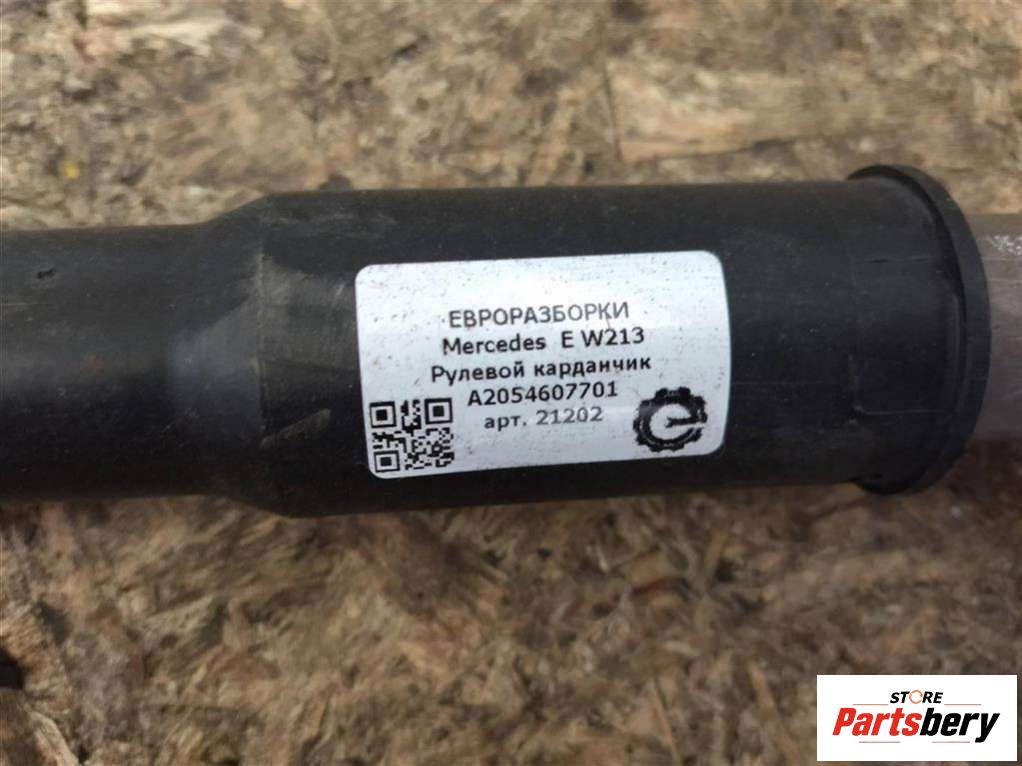 ЕВРОРАЗБОРКИ
Mercedes E W213
Рулевой карданчик
A2054607701
арт. 21202
STORE
Partsbery